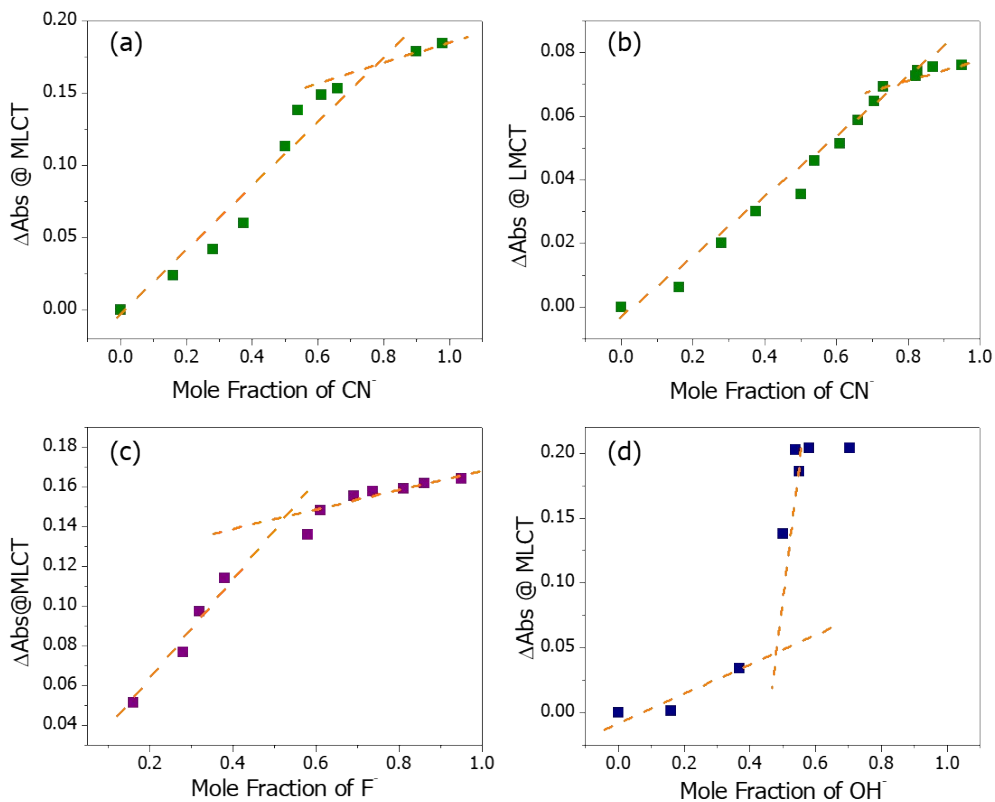 (a)
0.20
0.15
0.10
0.05
0.00
ΔAbs @ MLCT
0.0 0.2 0.4 0.6 0.8 1.0
Mole Fraction of CN⁻
(b)
0.08
0.06
0.04
0.02
0.00
ΔAbs @ LMCT
0.0 0.2 0.4 0.6 0.8 1.0
Mole Fraction of CN⁻
(c)
0.18
0.16
0.14
0.12
0.10
0.08
0.06
0.04
ΔAbs@MLCT
0.2 0.4 0.6 0.8 1.0
Mole Fraction of F⁻
(d)
0.20
0.15
0.10
0.05
0.00
ΔAbs @ MLCT
0.0 0.2 0.4 0.6 0.8 1.0
Mole Fraction of OH⁻